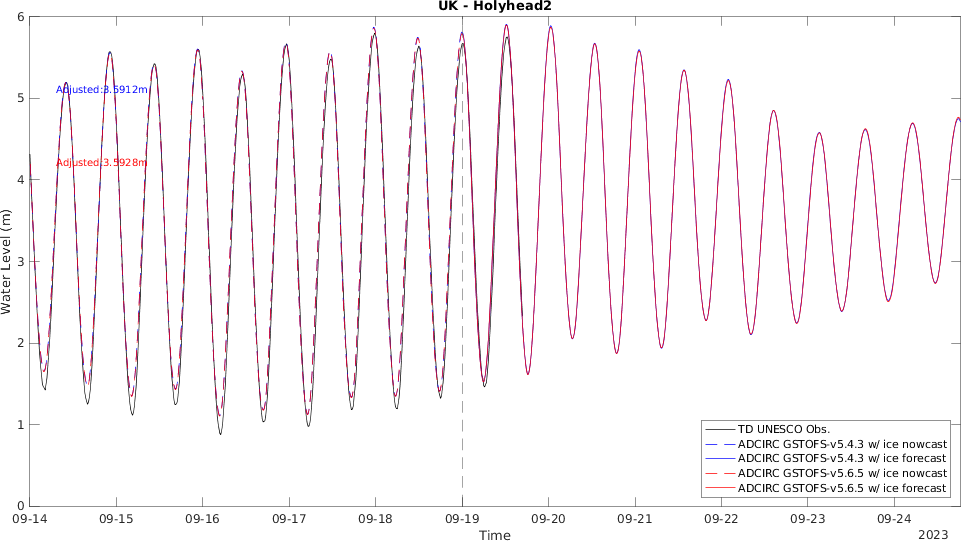 UK - Holyhead2
6
5
4
3
2
1
0
Water Level (m)
Adjusted:3.5912m
Adjusted:3.5928m
TD UNESCO Obs.
ADCIRC GSTOFS-v5.4.3 w/ ice nowcast
ADCIRC GSTOFS-v5.4.3 w/ ice forecast
ADCIRC GSTOFS-v5.6.5 w/ ice nowcast
ADCIRC GSTOFS-v5.6.5 w/ ice forecast
09-14 09-15 09-16 09-17 09-18 09-19 09-20 09-21 09-22 09-23 09-24
Time
2023